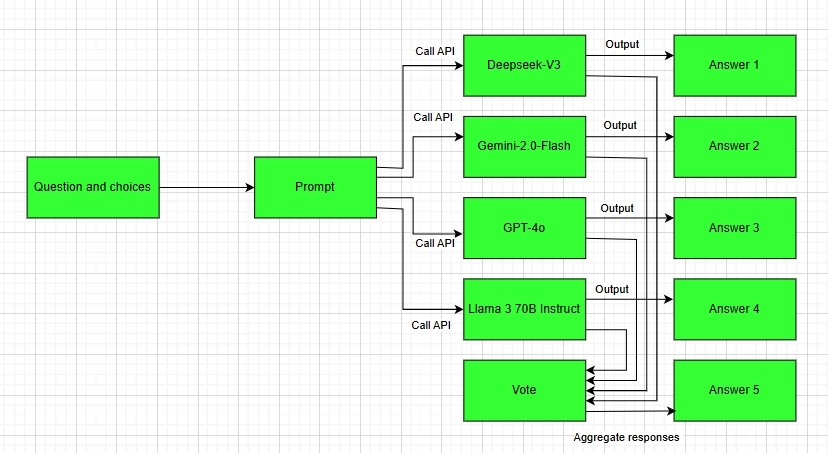 Call API
Output
Deepseek-V3
Answer 1
Call API
Output
Gemini-2.0-Flash
Answer 2
Question and choices
Prompt
Output
GPT-4o
Answer 3
Call API
Output
Llama 3 70B Instruct
Answer 4
Call API
Vote
Answer 5
Aggregate responses